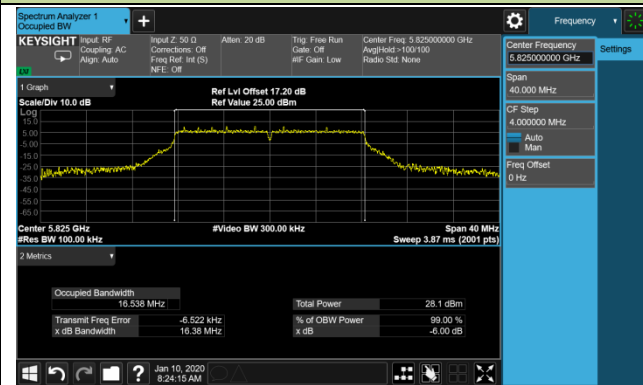 Spectrum Analyzer 1
Occupied BW
Frequency
KEYSIGHT
Input: RF
Coupling: AC
Align: Auto
Input Z: 50 Ω
Corrections: Off
Freq Ref: Int (S)
NFE: Off
Atten: 20 dB
Trig: Free Run
Gate: Off
#IF Gain: Low
Center Freq: 5.825000000 GHz
Avg|Hold:>100/100
Radio Std: None
Center Frequency
5.825000000 GHz
Settings
Span
40.000 MHz
CF Step
4.000000 MHz
Auto
Man
Freq Offset
0 Hz
1 Graph
Scale/Div 10.0 dB
Ref Lvl Offset 17.20 dB
Ref Value 25.00 dBm
Log
15.0
5.00
-5.00
-15.0
-25.0
-35.0
-45.0
-55.0
-65.0
Center 5.825 GHz
#Res BW 100.00 kHz
#Video BW 300.00 kHz
Span 40 MHz
Sweep 3.87 ms (2001 pts)
2 Metrics
Occupied Bandwidth
16.538 MHz
Total Power
28.1 dBm
Transmit Freq Error
-6.522 kHz
% of OBW Power
99.00 %
x dB Bandwidth
16.38 MHz
x dB
-6.00 dB
Jan 10, 2020
8:24:15 AM